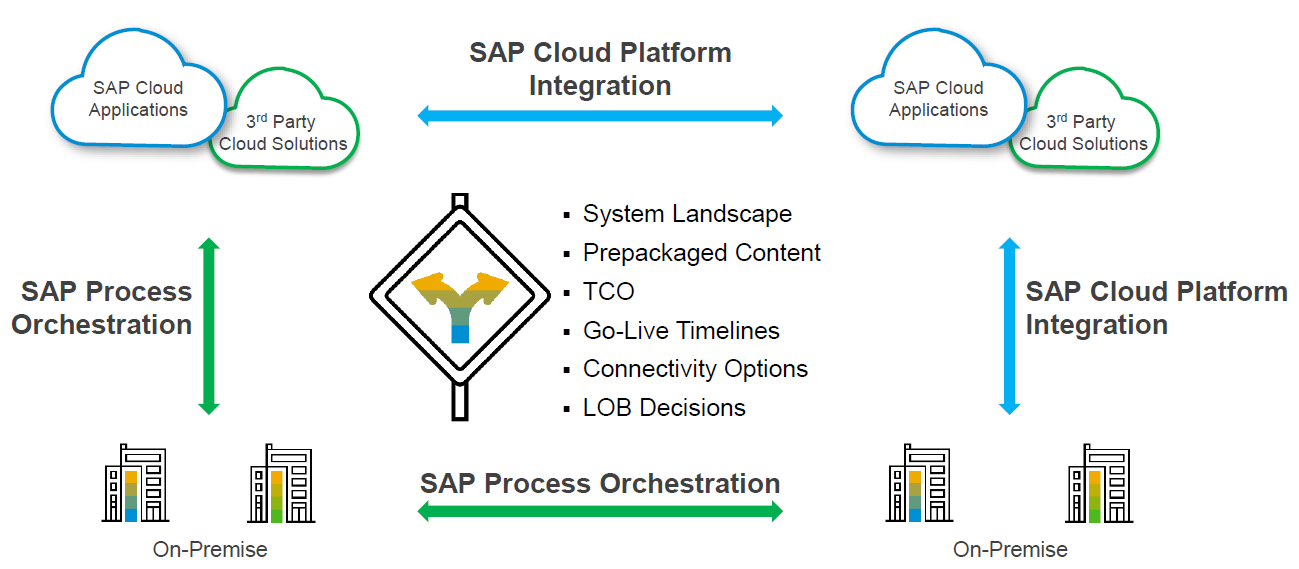 SAP Cloud Platform
Integration
SAP Cloud
Applications
3rd Party
Cloud Solutions
SAP Cloud
Applications
3rd Party
Cloud Solutions
SAP Process
Orchestration
▪ System Landscape
▪ Prepackaged Content
▪ TCO
▪ Go-Live Timelines
▪ Connectivity Options
▪ LOB Decisions
SAP Cloud Platform
Integration
SAP Process Orchestration
On-Premise
On-Premise